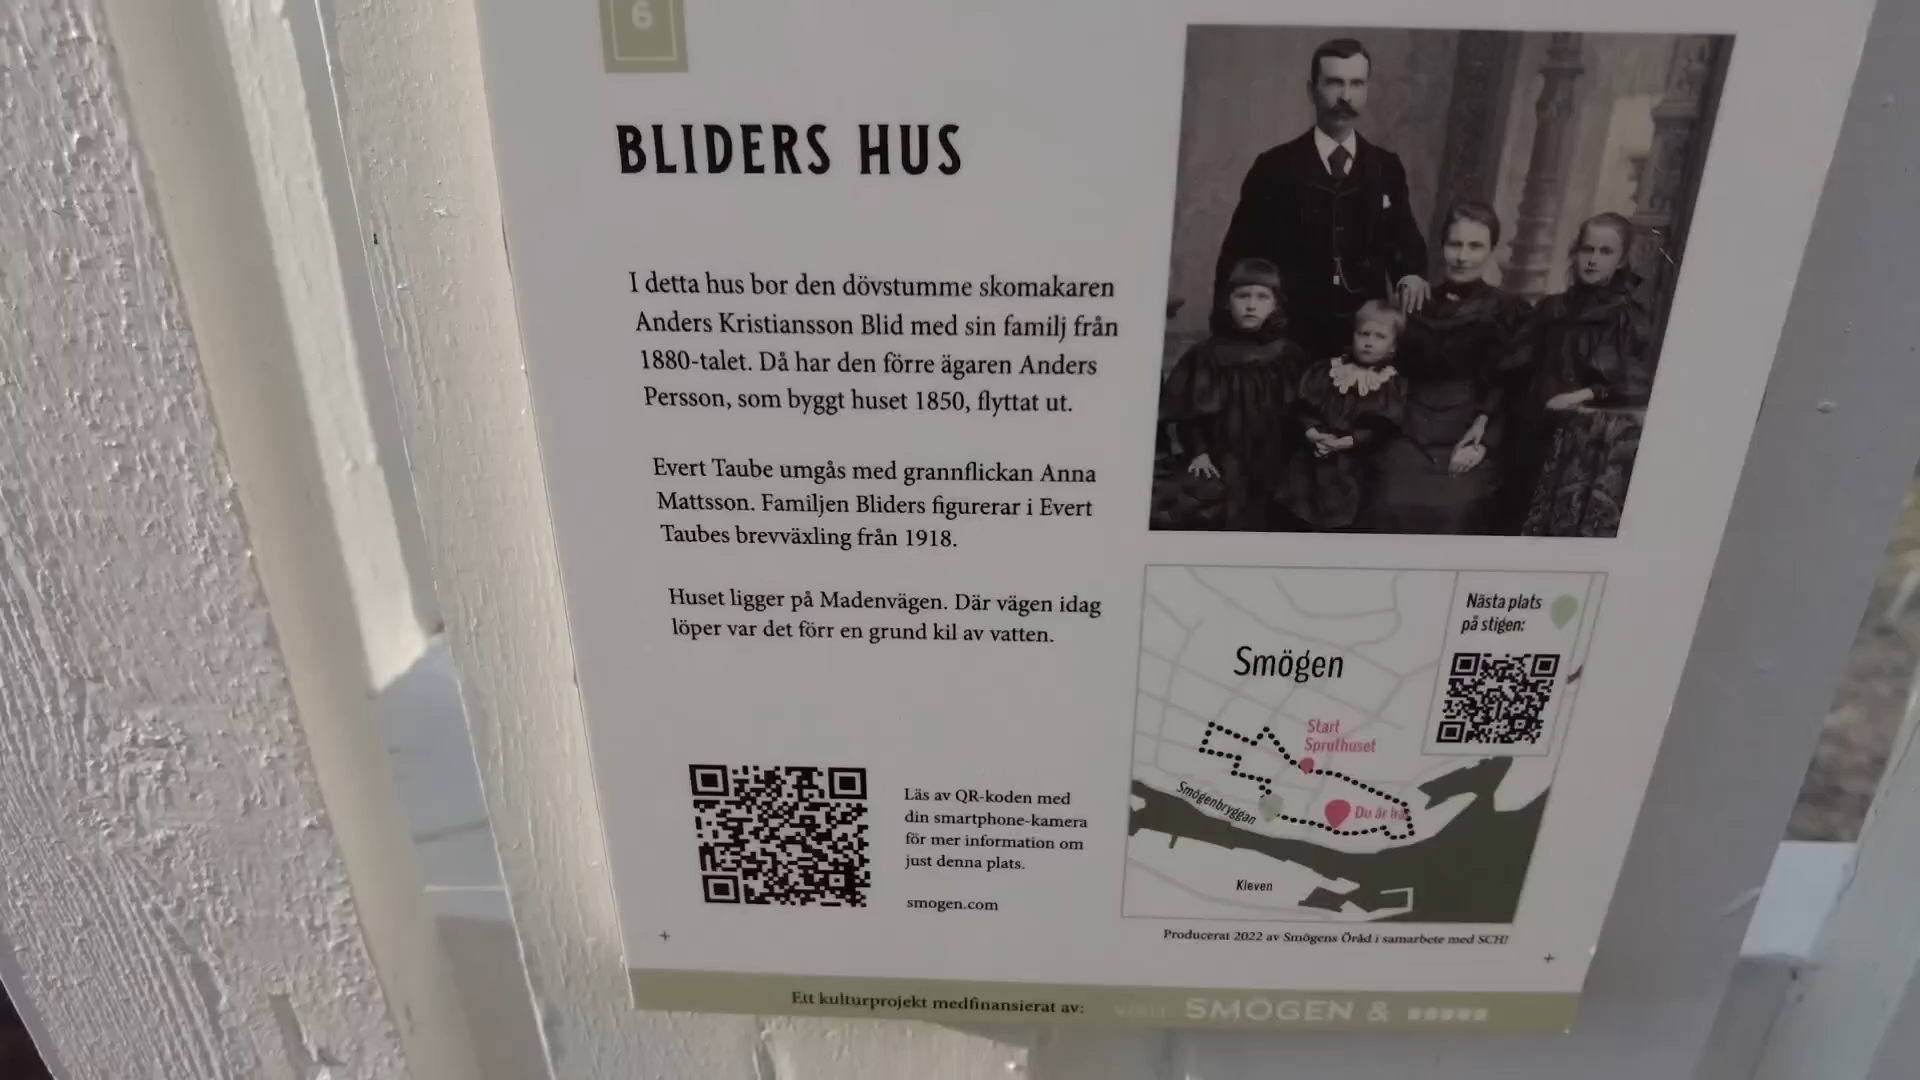 6
BLIDERS HUS
I detta hus bor den dövstumme skomakaren
Anders Kristiansson Blid med sin familj från
1880-talet. Då har den förre ägaren Anders
Persson, som byggt huset 1850, flyttat ut.
Evert Taube umgås med grannflickan Anna
Mattsson. Familjen Bliders figurerar i Evert
Taubes brevväxling från 1918.
Huset ligger på Madenvägen. Där vägen idag
löper var det förr en grund kil av vatten.
Läs av QR-koden med
din smartphone-kamera
för mer information om
just denna plats.
smogen.com
Nästa plats
på stigen:
Smögen
Start
Spruthuset
Smögenbryggan
Du är här
Kleven
Producerat 2022 av Smögens Öråd i samarbete med SCH!
Ett kulturprojekt medfinansierat av:
SMÖGEN &